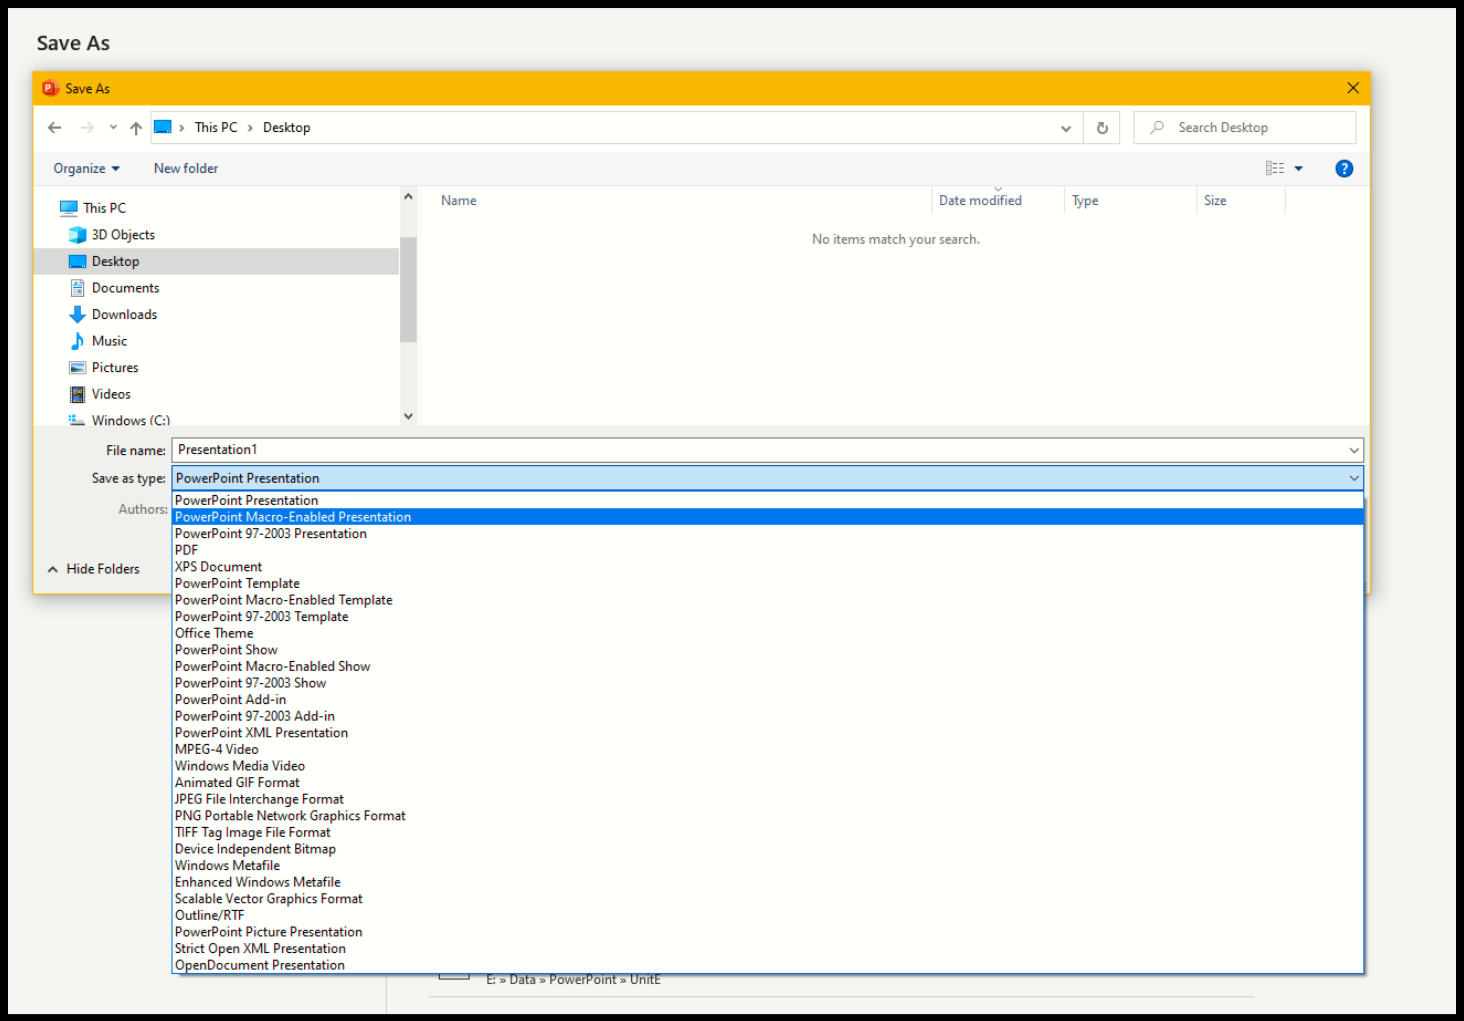 Save As
Save As
This PC > Desktop
Search Desktop
Organize
New folder
Name
Date modified
Type
Size
No items match your search.
This PC
3D Objects
Desktop
Documents
Downloads
Music
Pictures
Videos
Windows (C:)
File name: Presentation1
Save as type: PowerPoint Presentation
Authors:
Hide Folders
PowerPoint Presentation
PowerPoint Macro-Enabled Presentation
PowerPoint 97-2003 Presentation
PDF
XPS Document
PowerPoint Template
PowerPoint Macro-Enabled Template
PowerPoint 97-2003 Template
Office Theme
PowerPoint Show
PowerPoint Macro-Enabled Show
PowerPoint 97-2003 Show
PowerPoint Add-in
PowerPoint 97-2003 Add-in
PowerPoint XML Presentation
MPEG-4 Video
Windows Media Video
Animated GIF Format
JPEG File Interchange Format
PNG Portable Network Graphics Format
TIFF Tag Image File Format
Device Independent Bitmap
Windows Metafile
Enhanced Windows Metafile
Scalable Vector Graphics Format
Outline/RTF
PowerPoint Picture Presentation
Strict Open XML Presentation
OpenDocument Presentation
E: » Data » PowerPoint » UnitE